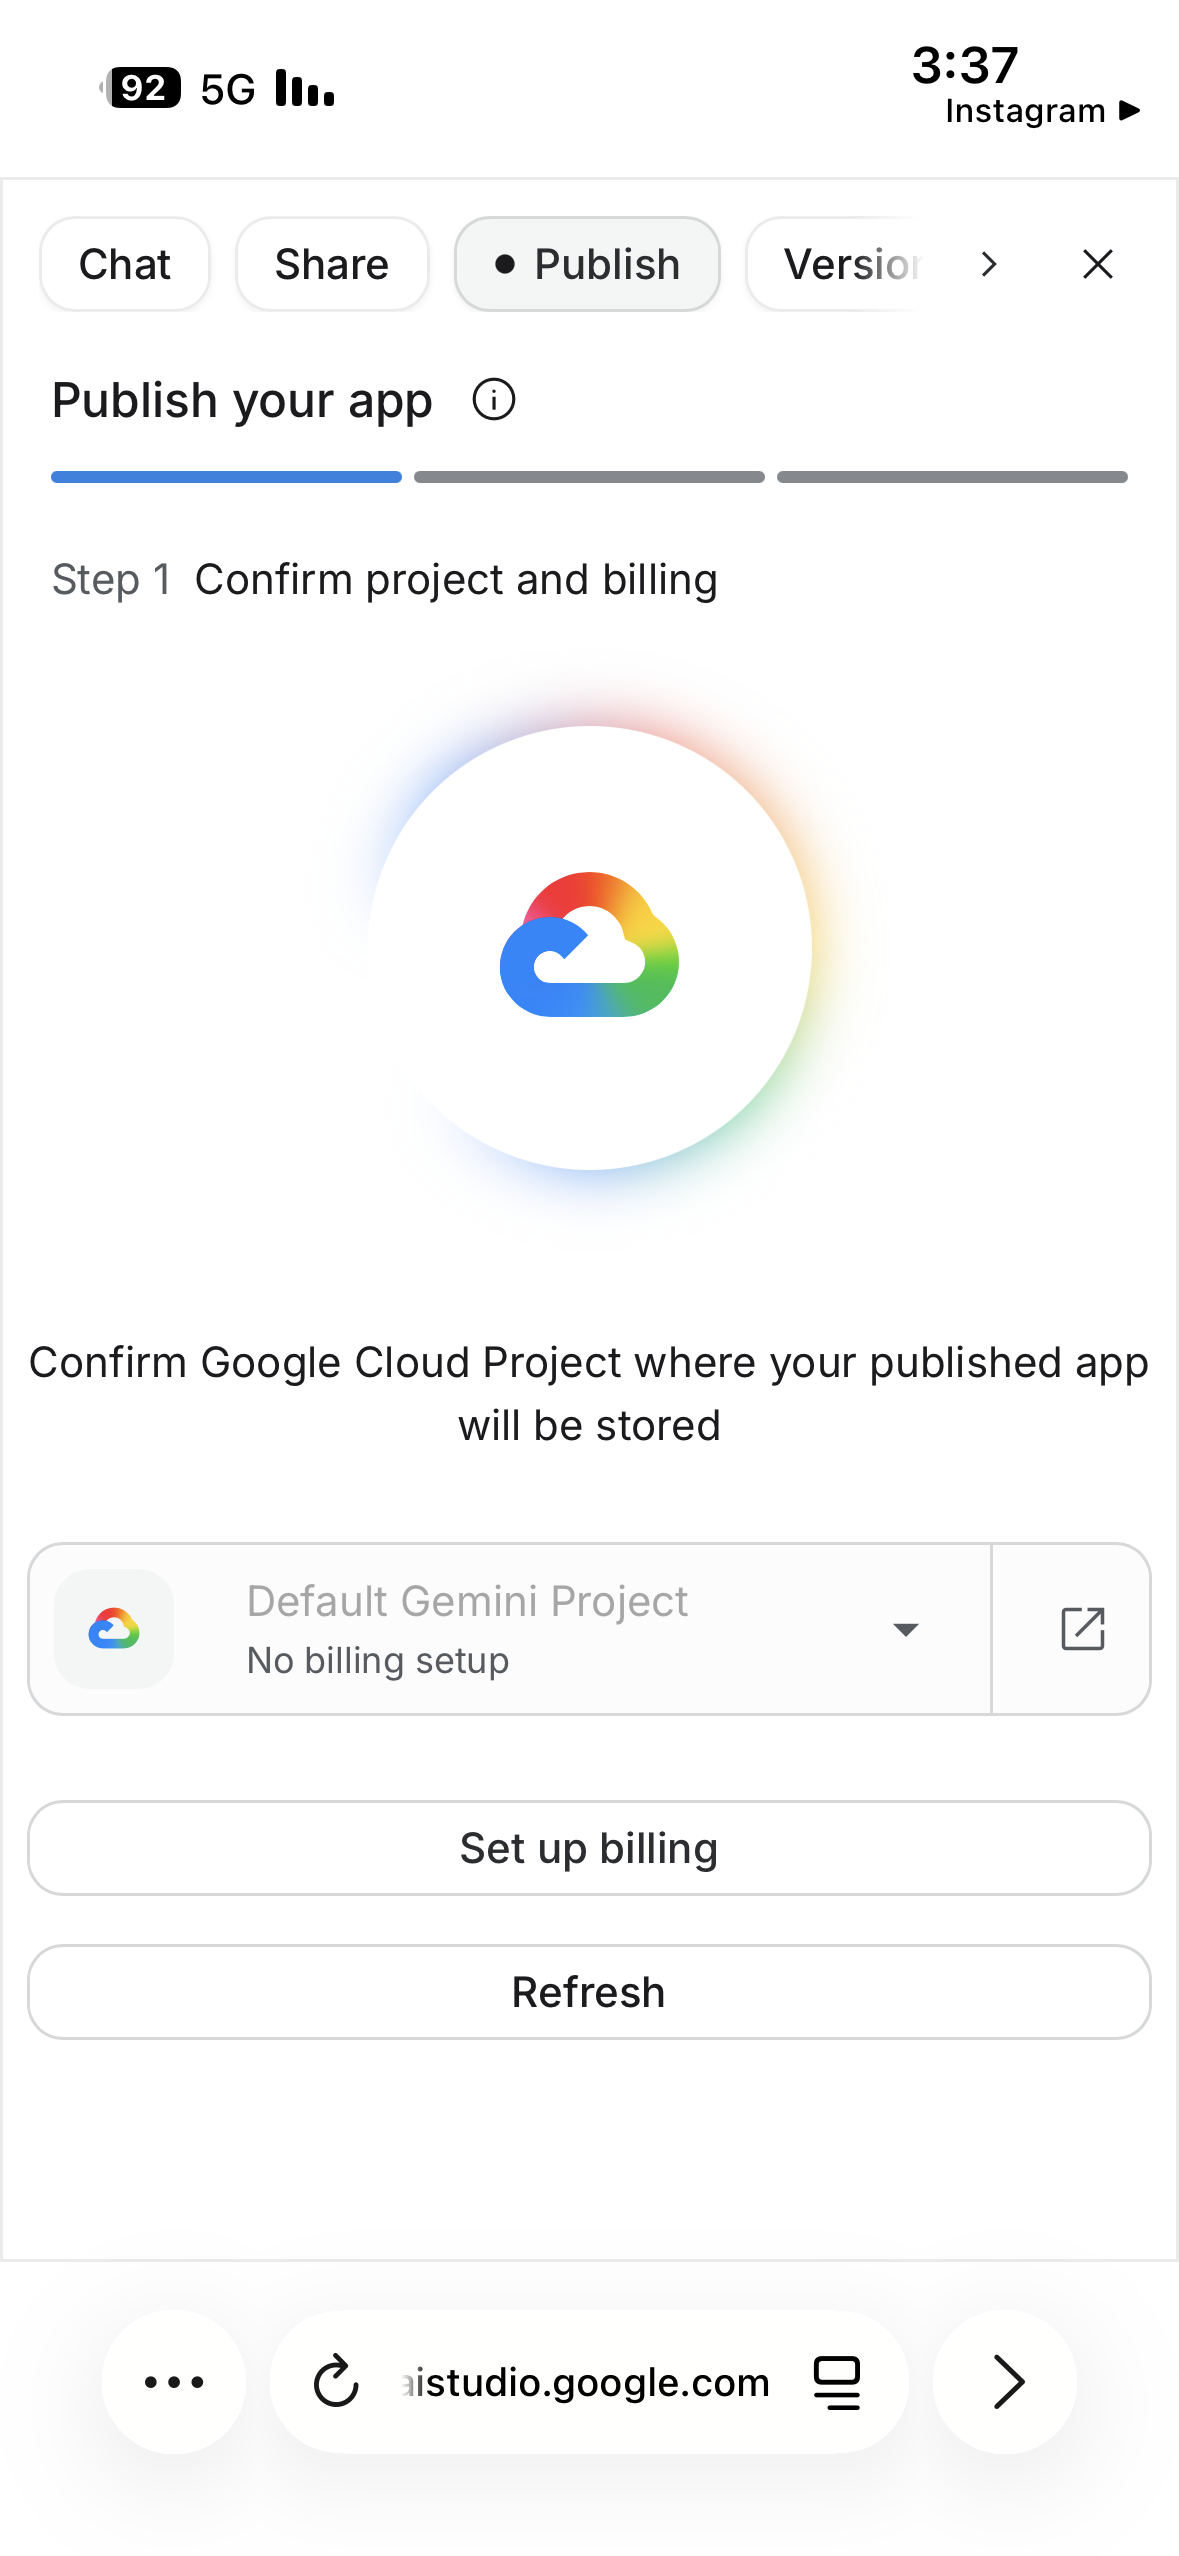 92 5G
3:37
Instagram
Chat
Share
Publish
Version
Publish your app
Step 1 Confirm project and billing
Confirm Google Cloud Project where your published app
will be stored
Default Gemini Project
No billing setup
Set up billing
Refresh
aistudio.google.com